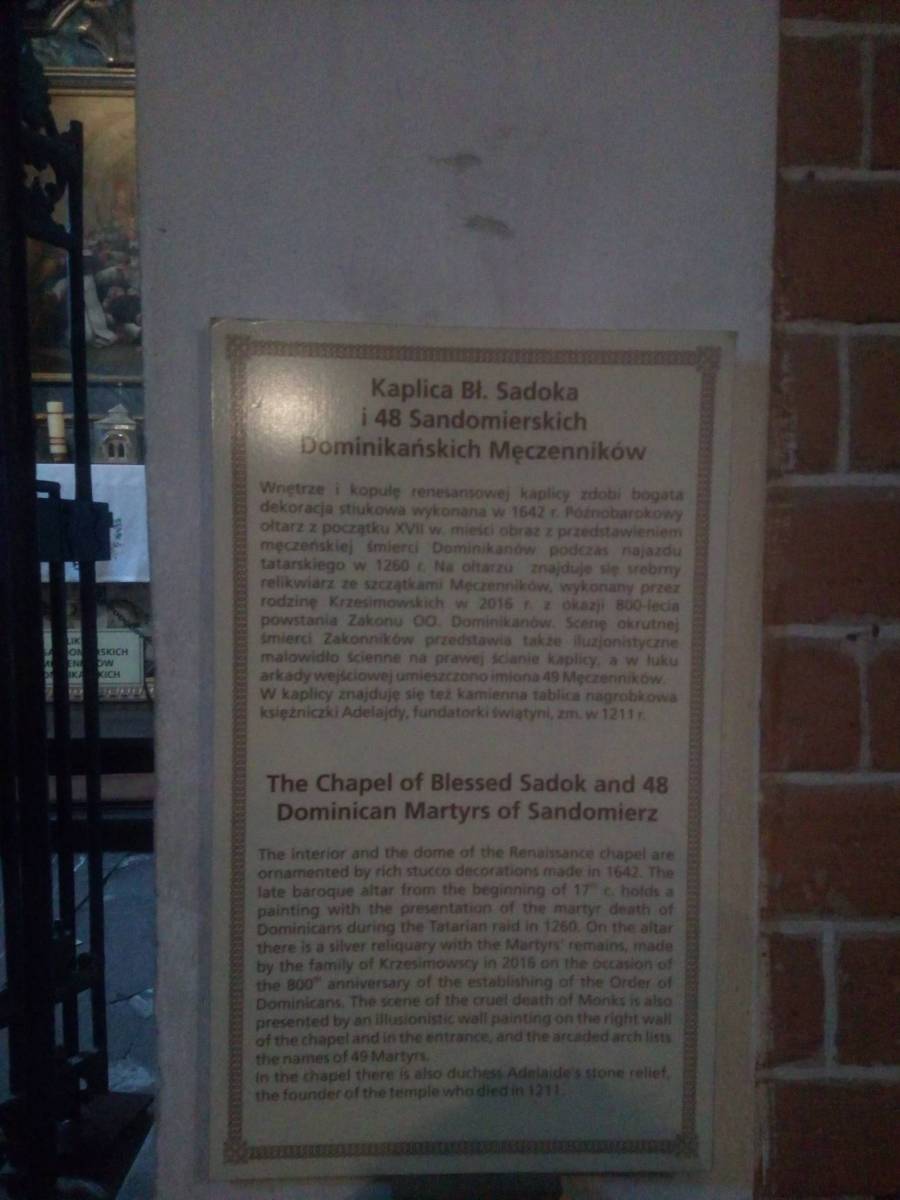 Kaplica Bł. Sadoka
i 48 Sandomierskich
Dominikańskich Męczenników
Wnętrze i kopułę renesansowej kaplicy zdobi bogata
dekoracja stiukowa wykonana w 1642 r. Późnobarokowy
ołtarz z początku XVII w. mieści obraz z przedstawieniem
męczeńskiej śmierci Dominikanów podczas najazdu
tatarskiego w 1260 r. Na ołtarzu znajduje się srebrny
relikwiarz ze szczątkami Męczenników, wykonany przez
rodzinę Krzesimowskich w 2016 r. z okazji 800-lecia
powstania Zakonu OO. Dominikanów. Scenę okrutnej
śmierci Zakonników przedstawia także iluzjonistyczne
malowidło ścienne na prawej ścianie kaplicy, a w łuku
arkady wejściowej umieszczono imiona 49 Męczenników.
W kaplicy znajduję się też kamienna tablica nagrobkowa
księżniczki Adelajdy, fundatorki świątyni, zm. w 1211 r.
The Chapel of Blessed Sadok and 48
Dominican Martyrs of Sandomierz
The interior and the dome of the Renaissance chapel are
ornamented by rich stucco decorations made in 1642. The
late baroque altar from the beginning of 17th c. holds a
painting with the presentation of the martyr death of
Dominicans during the Tatarian raid in 1260. On the altar
there is a silver reliquary with the Martyrs' remains, made
by the family of Krzesimowscy in 2016 on the occasion of
the 800th anniversary of the establishing of the Order of
Dominicans. The scene of the cruel death of Monks is also
presented by an illusionistic wall painting on the right wall
of the chapel and in the entrance, and the arcaded arch lists
the names of 49 Martyrs.
In the chapel there is also duchess Adelaide's stone relief,
the founder of the temple who died in 1211.